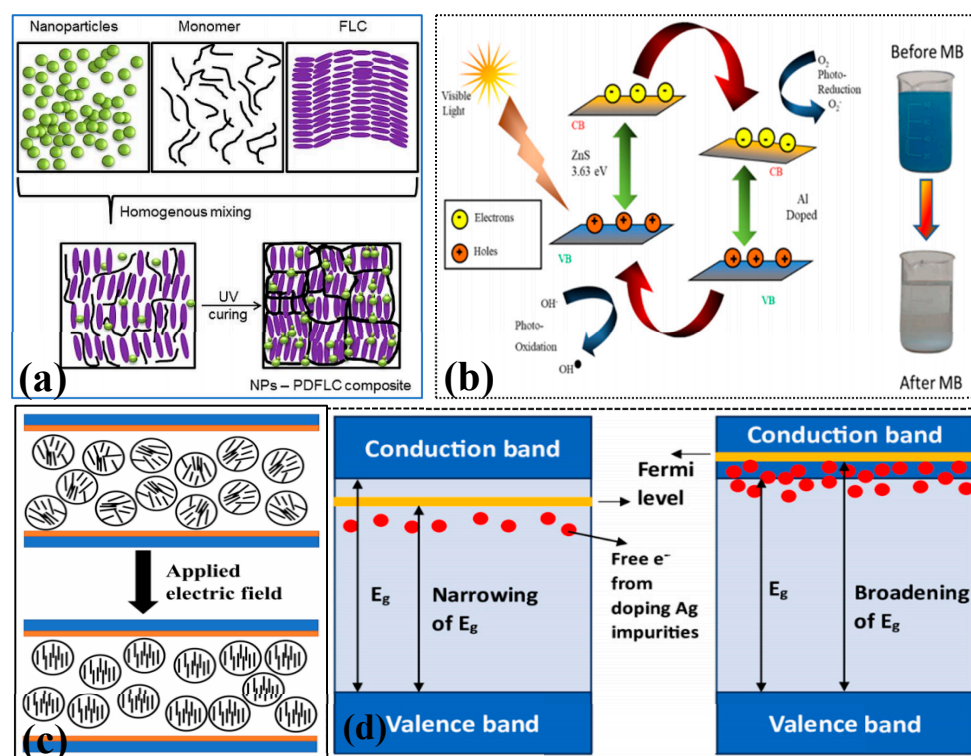 Nanoparticles
Monomer
FLC
Homogenous mixing
UV
curing
NPs – PDFLC composite
(a)
Visible
Light
CB
ZnS
3.63 eV
- Electrons
+ Holes
VB
OH-
Photo-
Oxidation
OH●
O2
Photo-
Reduction
O2-
CB
Al
Doped
VB
Before MB
After MB
(b)
Applied
electric field
(c)
Conduction band
Eg
Narrowing
of Eg
Valence band
Fermi
level
Free e−
from
doping Ag
impurities
Conduction band
Eg
Broadening
of Eg
Valence band
(d)